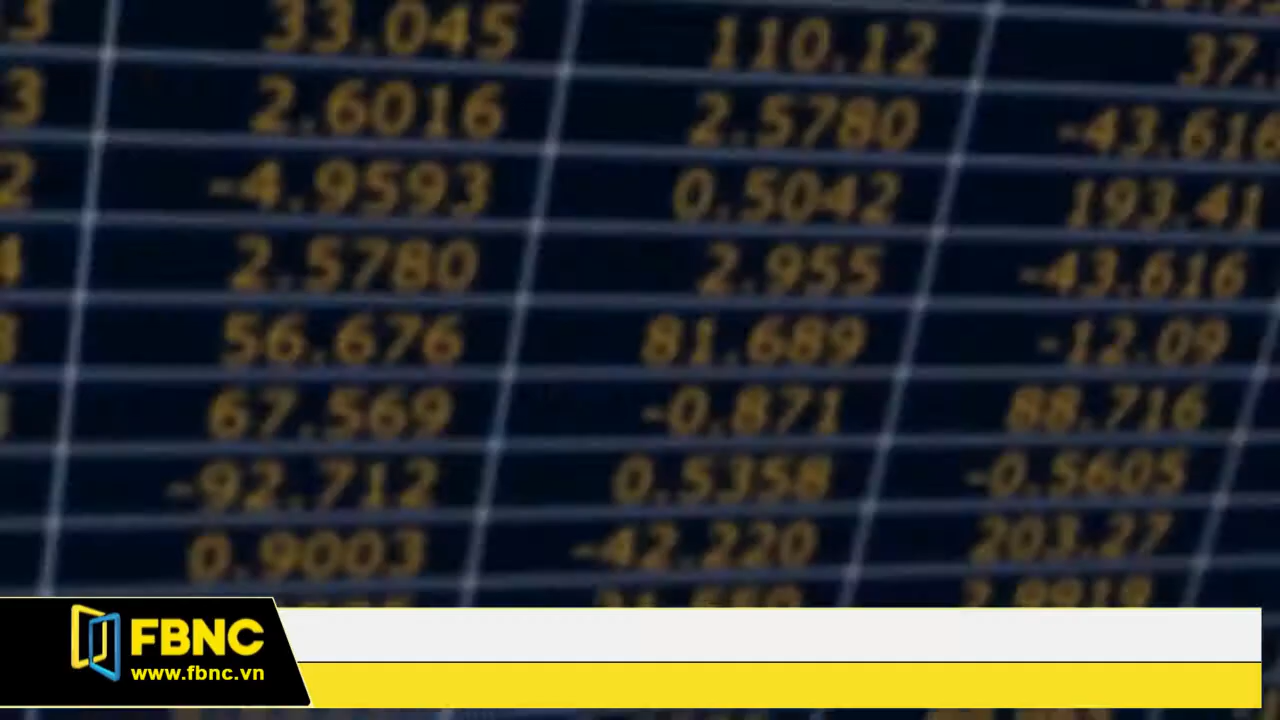 33.045 110.12 37.
2.6016 2.5780 -43.616
-4.9593 0.5042 193.41
2.5780 2.955 -43.616
56.676 81.689 -12.09
67.569 -0.871 88.716
-92.712 0.5358 -0.5605
0.9003 -42.220 203.27
FBNC
www.fbnc.vn